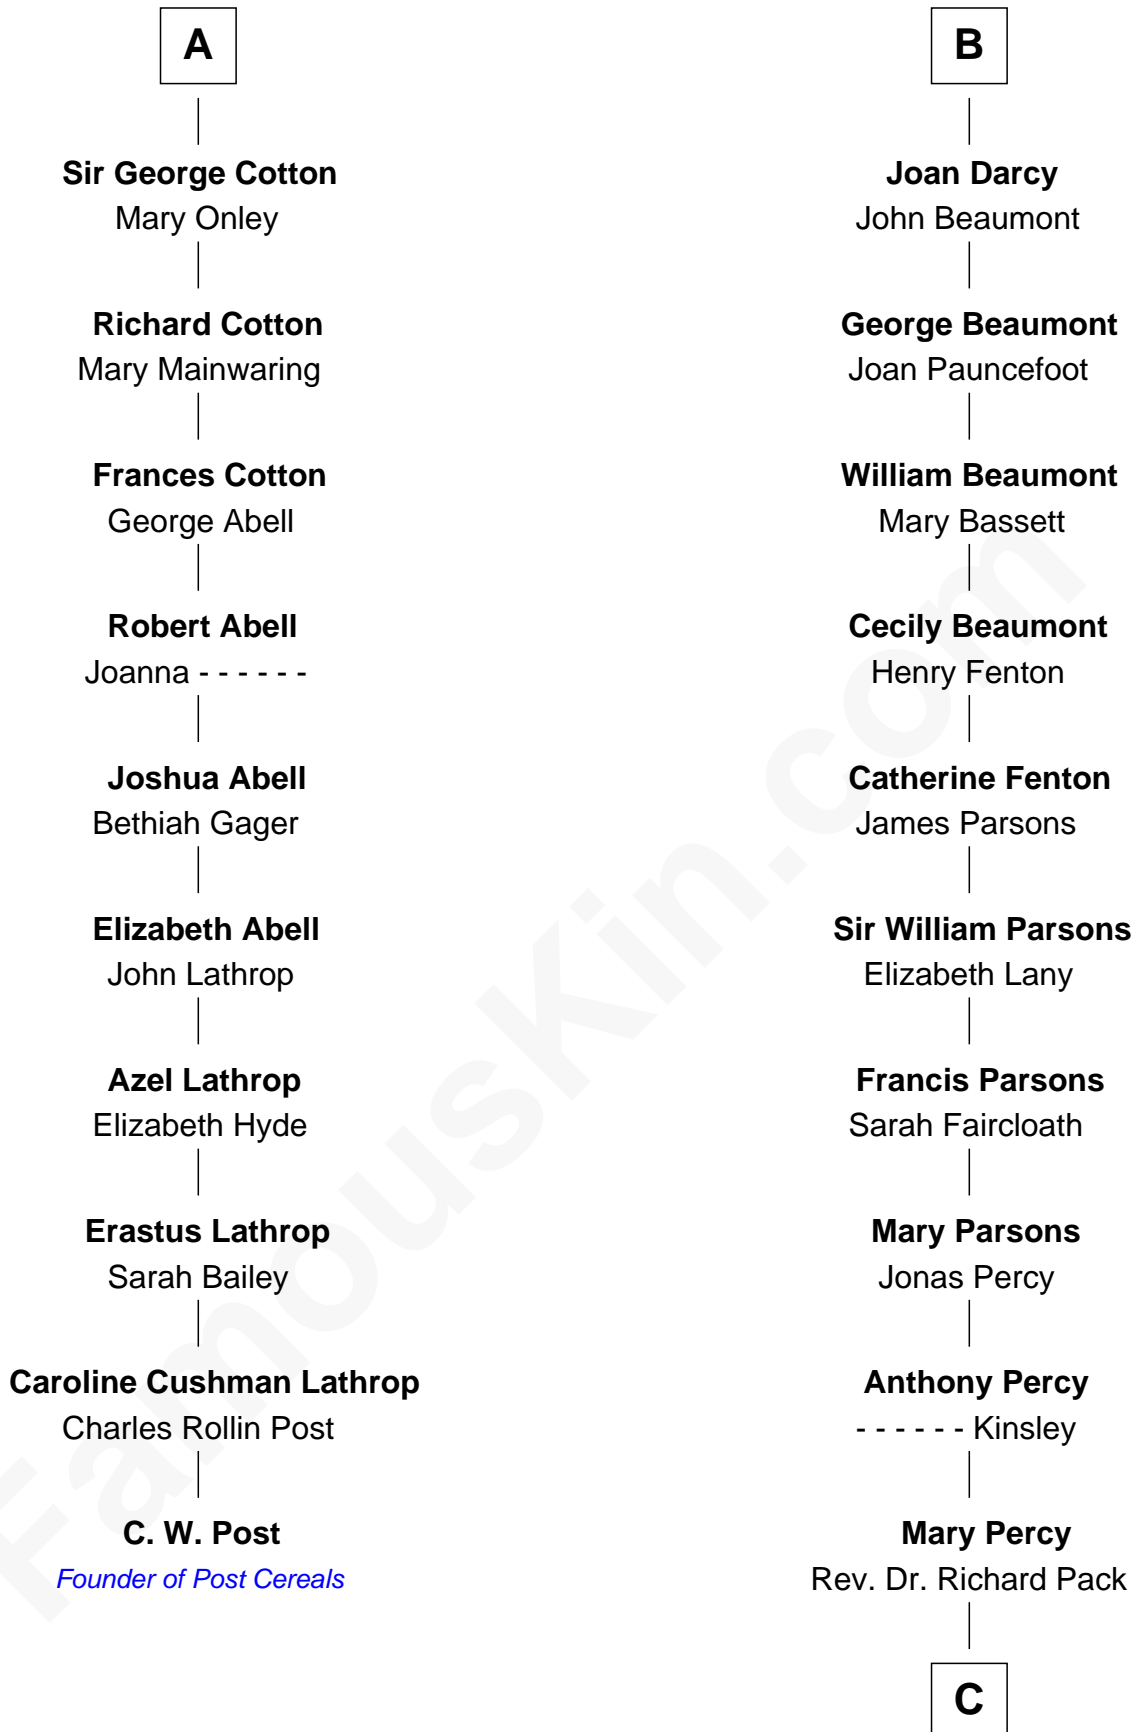 A
Sir George Cotton
Mary Onley
Richard Cotton
Mary Mainwaring
Frances Cotton
George Abell
Robert Abell
Joanna - - - - - -
Joshua Abell
Bethiah Gager
Elizabeth Abell
John Lathrop
Azel Lathrop
Elizabeth Hyde
Erastus Lathrop
Sarah Bailey
Caroline Cushman Lathrop
Charles Rollin Post
C. W. Post
Founder of Post Cereals
B
Joan Darcy
John Beaumont
George Beaumont
Joan Pauncefoot
William Beaumont
Mary Bassett
Cecily Beaumont
Henry Fenton
Catherine Fenton
James Parsons
Sir William Parsons
Elizabeth Lany
Francis Parsons
Sarah Faircloath
Mary Parsons
Jonas Percy
Anthony Percy
- - - - - - Kinsley
Mary Percy
Rev. Dr. Richard Pack
C
FamousKin.com